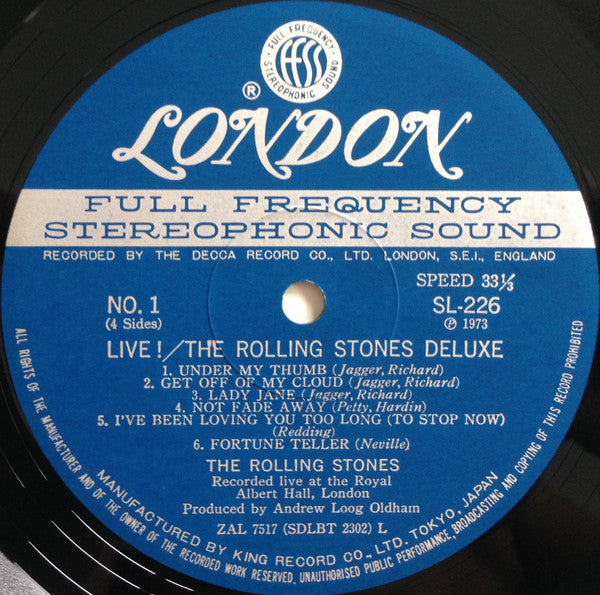 FULL FREQUENCY
ffss
STEREOPHONIC SOUND
®
LONDON
FULL FREQUENCY
STEREOPHONIC SOUND
RECORDED BY THE DECCA RECORD CO., LTD. LONDON, S.E.I., ENGLAND
SPEED 33⅓
NO. 1
SL-226
(4 Sides)
℗ 1973
LIVE!/THE ROLLING STONES DELUXE
1. UNDER MY THUMB (Jagger, Richard)
2. GET OFF OF MY CLOUD (Jagger, Richard)
3. LADY JANE (Jagger, Richard)
4. NOT FADE AWAY (Petty, Hardin)
5. I'VE BEEN LOVING YOU TOO LONG (TO STOP NOW)
(Redding)
6. FORTUNE TELLER (Neville)
THE ROLLING STONES
Recorded live at the Royal
Albert Hall, London
Produced by Andrew Loog Oldham
ZAL 7517 (SDLBT 2302) L
MANUFACTURED BY KING RECORD CO., LTD. TOKYO, JAPAN
ALL RIGHTS OF THE MANUFACTURER AND OF THE OWNER OF THE RECORDED WORK RESERVED. UNAUTHORISED PUBLIC PERFORMANCE, BROADCASTING AND COPYING OF THIS RECORD PROHIBITED